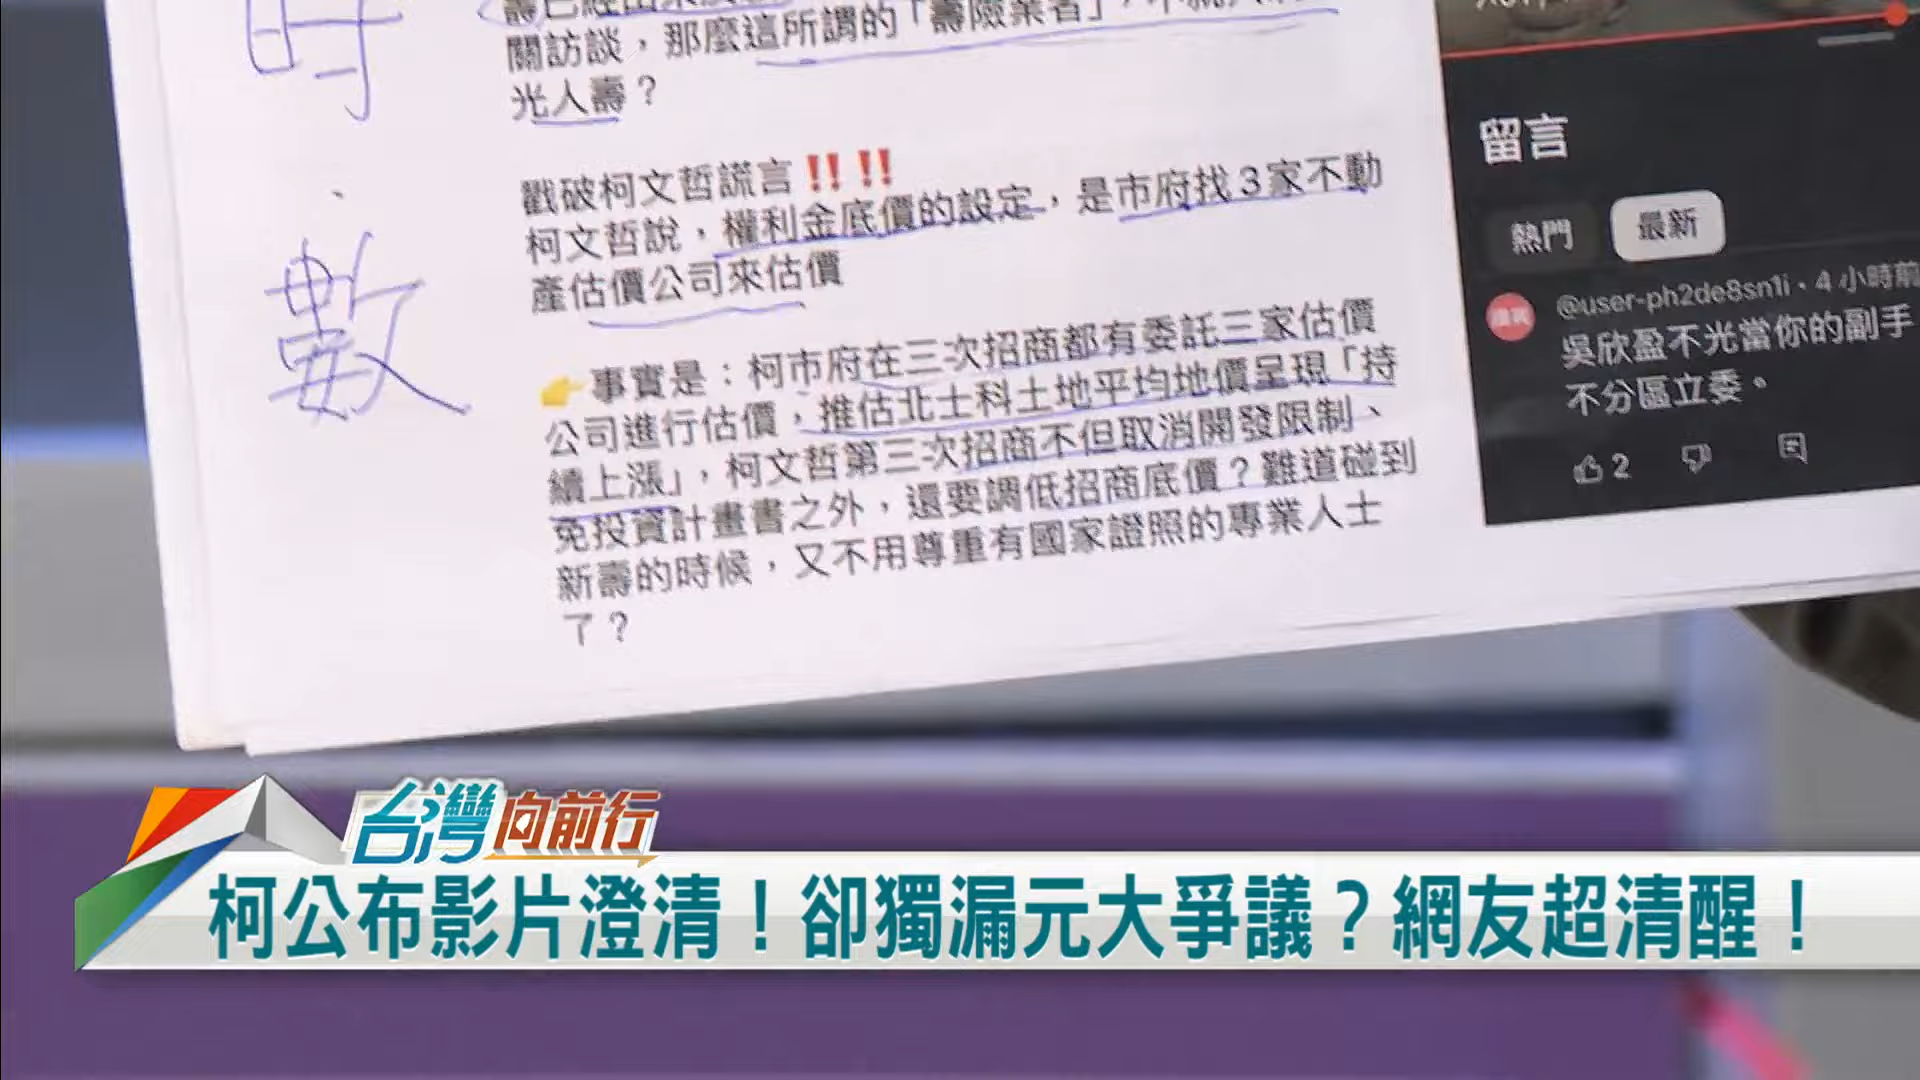 時
數
關訪談，那麼這所謂的「壽險業者」，
光人壽？
戳破柯文哲謊言‼️‼️
柯文哲說，權利金底價的設定，是市府找3家不動
產估價公司來估價
👉事實是：柯市府在三次招商都有委託三家估價
公司進行估價，推估北士科土地平均地價呈現「持
續上漲」，柯文哲第三次招商不但取消開發限制、
免投資計畫書之外，還要調低招商底價？難道碰到
新壽的時候，又不用尊重有國家證照的專業人士
了？
留言
熱門
最新
@user-ph2de8sn1i・4 小時前
吳欣盈不光當你的副手
不分區立委。
2
台灣向前行
柯公布影片澄清！卻獨漏元大爭議？網友超清醒！